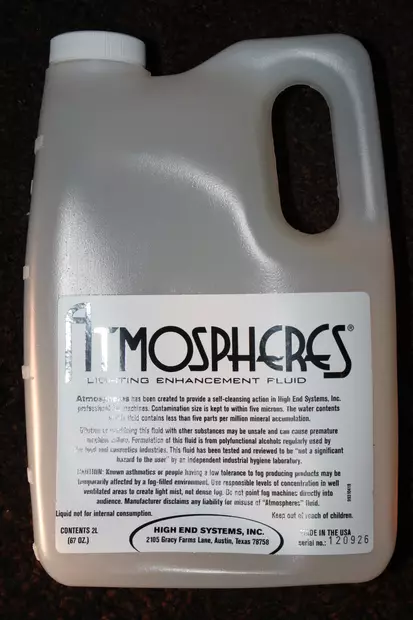 ATMOSPHERES®
LIGHTING ENHANCEMENT FLUID
Atmospheres has been created to provide a self-cleansing action in High End Systems, Inc.
professional fog machines. Contamination size is kept to within five microns. The water contents
fluid contains less than five parts per million mineral accumulation.
this fluid with other substances may be unsafe and can cause premature
machine failure. Formulation of this fluid is from polyfunctional alcohols regularly used by
the food and cosmetics industries. This fluid has been tested and reviewed to be "not a significant
hazard to the user" by an independent industrial hygiene laboratory.
CAUTION: Known asthmatics or people having a low tolerance to fog producing products may be
temporarily affected by a fog-filled environment. Use responsible levels of concentration in well
ventilated areas to create light mist, not dense fog. Do not point fog machines directly into
audience. Manufacturer disclaims any liability for misuse of "Atmospheres" fluid.
Liquid not for internal consumption. Keep out of reach of children.
CONTENTS 2L
(67 OZ.)
HIGH END SYSTEMS, INC.
2105 Gracy Farms Lane, Austin, Texas 78758
MADE IN THE USA
serial no.: 120926